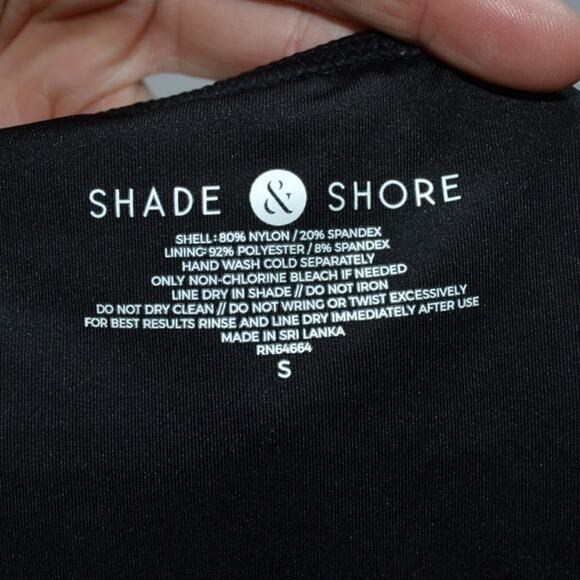 SHADE & SHORE
SHELL: 80% NYLON / 20% SPANDEX
LINING: 92% POLYESTER / 8% SPANDEX
HAND WASH COLD SEPARATELY
ONLY NON-CHLORINE BLEACH IF NEEDED
LINE DRY IN SHADE // DO NOT IRON
DO NOT DRY CLEAN // DO NOT WRING OR TWIST EXCESSIVELY
FOR BEST RESULTS RINSE AND LINE DRY IMMEDIATELY AFTER USE
MADE IN SRI LANKA
RN64664
S